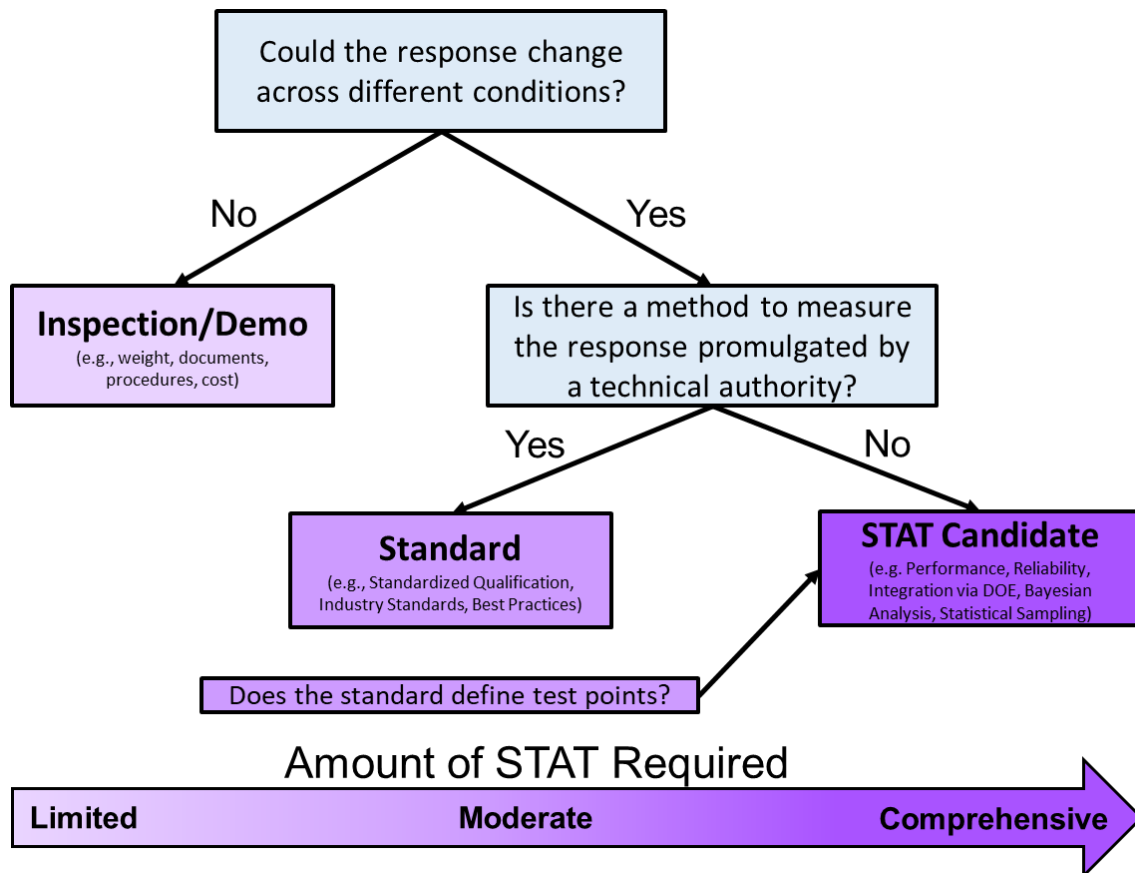 Could the response change
across different conditions?
No
Yes
Inspection/Demo
(e.g., weight, documents,
procedures, cost)
Is there a method to measure
the response promulgated by
a technical authority?
Yes
No
Standard
(e.g., Standardized Qualification,
Industry Standards, Best Practices)
STAT Candidate
(e.g. Performance, Reliability,
Integration via DOE, Bayesian
Analysis, Statistical Sampling)
Does the standard define test points?
Amount of STAT Required
Limited
Moderate
Comprehensive